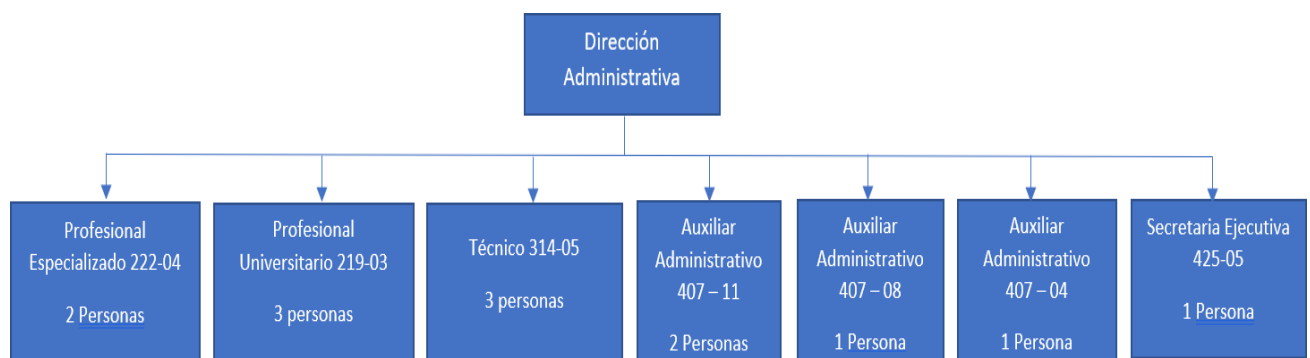 Dirección
Administrativa
Profesional
Especializado 222-04
2 Personas
Profesional
Universitario 219-03
3 personas
Técnico 314-05
3 personas
Auxiliar
Administrativo
407 – 11
2 Personas
Auxiliar
Administrativo
407 – 08
1 Persona
Auxiliar
Administrativo
407 – 04
1 Persona
Secretaria Ejecutiva
425-05
1 Persona